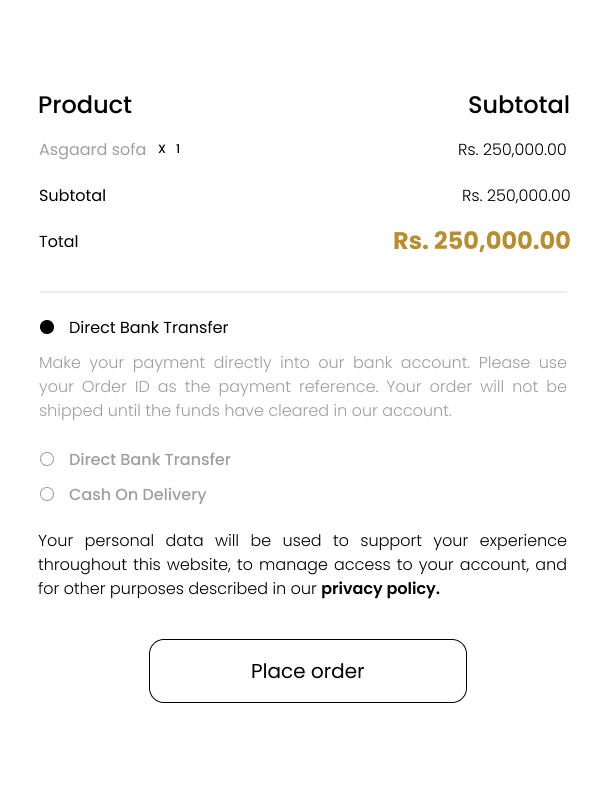 Product Subtotal
Asgaard sofa X 1 Rs. 250,000.00
Subtotal Rs. 250,000.00
Total Rs. 250,000.00
Direct Bank Transfer
Make your payment directly into our bank account. Please use
your Order ID as the payment reference. Your order will not be
shipped until the funds have cleared in our account.
Direct Bank Transfer
Cash On Delivery
Your personal data will be used to support your experience
throughout this website, to manage access to your account, and
for other purposes described in our privacy policy.
Place order